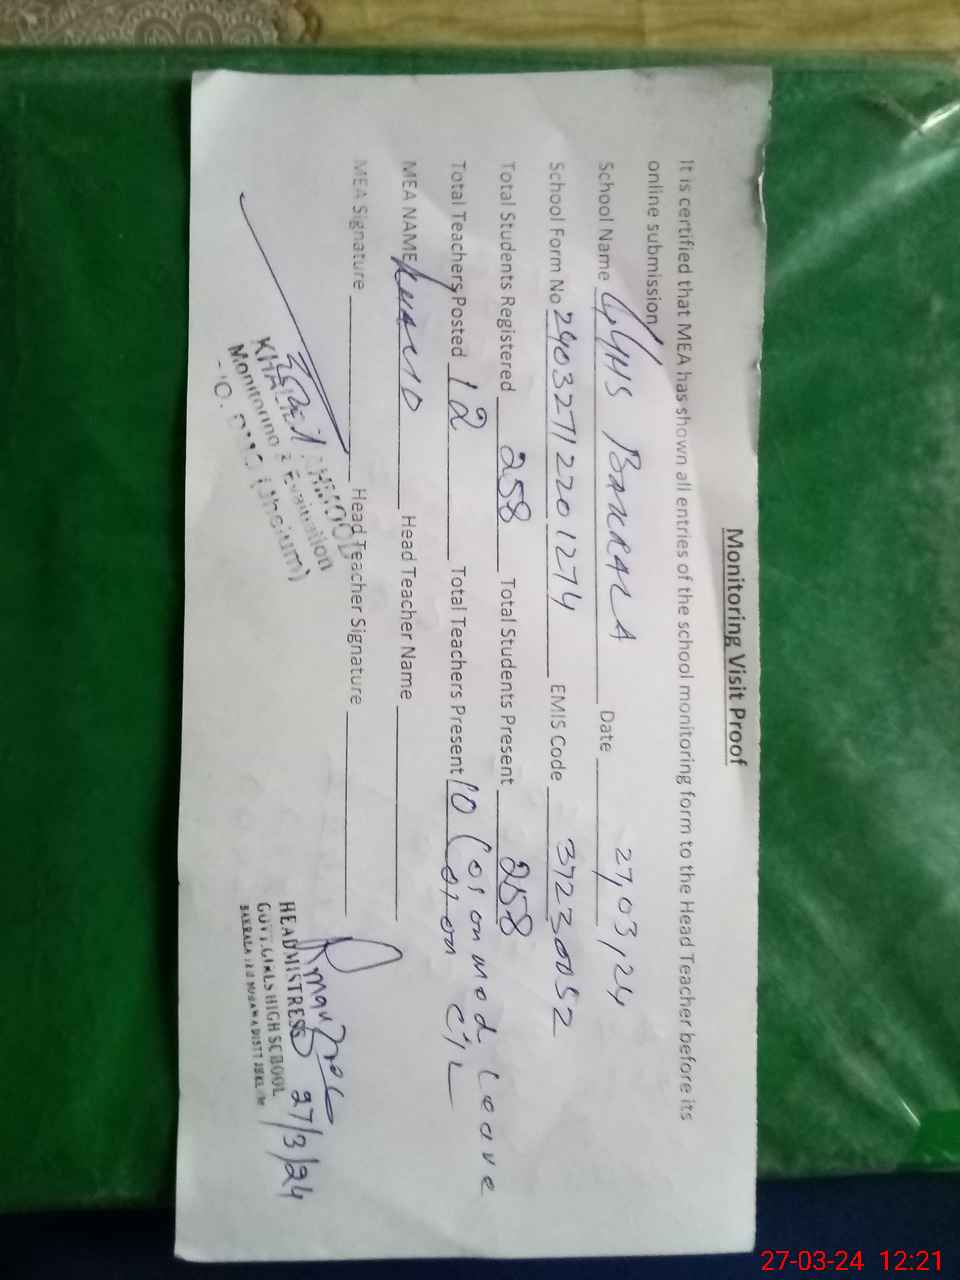 Monitoring Visit Proof
It is certified that MEA has shown all entries of the school monitoring form to the Head Teacher before its
online submission.
School Name GGHS BAKRALA Date 27,03,24
School Form No 24032712201274 EMIS Code 37230052
Total Students Registered 258 Total Students Present 258
Total Teachers Posted 12 Total Teachers Present 10 (01 on med leave
01 on C/L
MEA NAME KHALID Head Teacher Name
MEA Signature Head Teacher Signature
Monitoring & Evaluation
(Jhelum)
HEADMISTRESS
GOVT. GIRLS HIGH SCHOOL
27/3/24
27-03-24 12:21